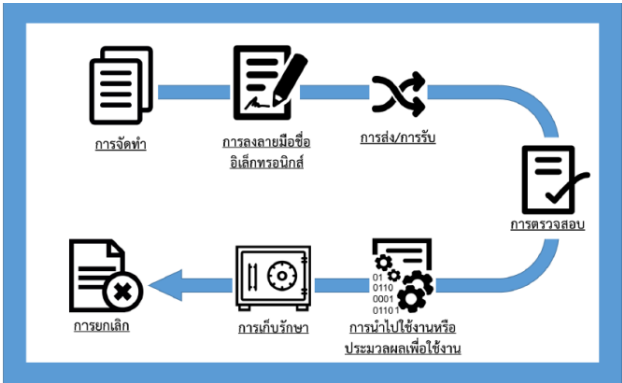 การจัดทำ
การลงลายมือชื่อ
อิเล็กทรอนิกส์
การส่ง/การรับ
การตรวจสอบ
01
0110
0001
01101
การนำไปใช้งานหรือ
ประมวลผลเพื่อใช้งาน
การเก็บรักษา
การยกเลิก